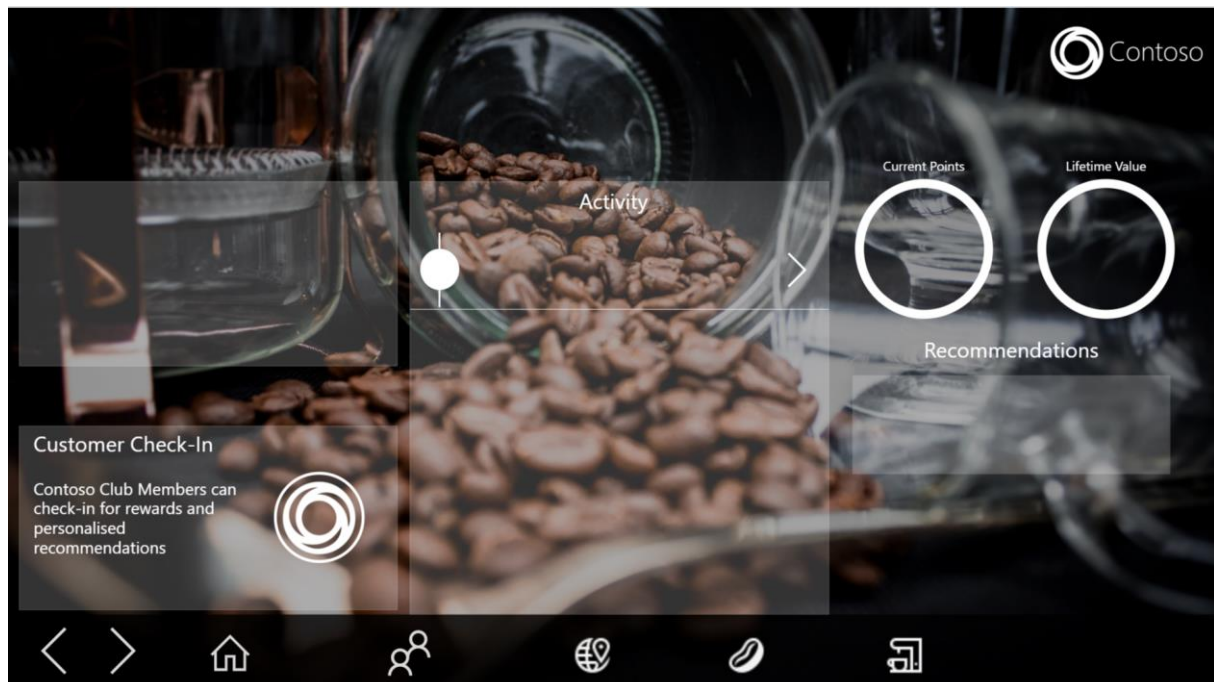 Contoso
Current Points
Lifetime Value
Activity
Recommendations
Customer Check-In
Contoso Club Members can
check-in for rewards and
personalised
recommendations